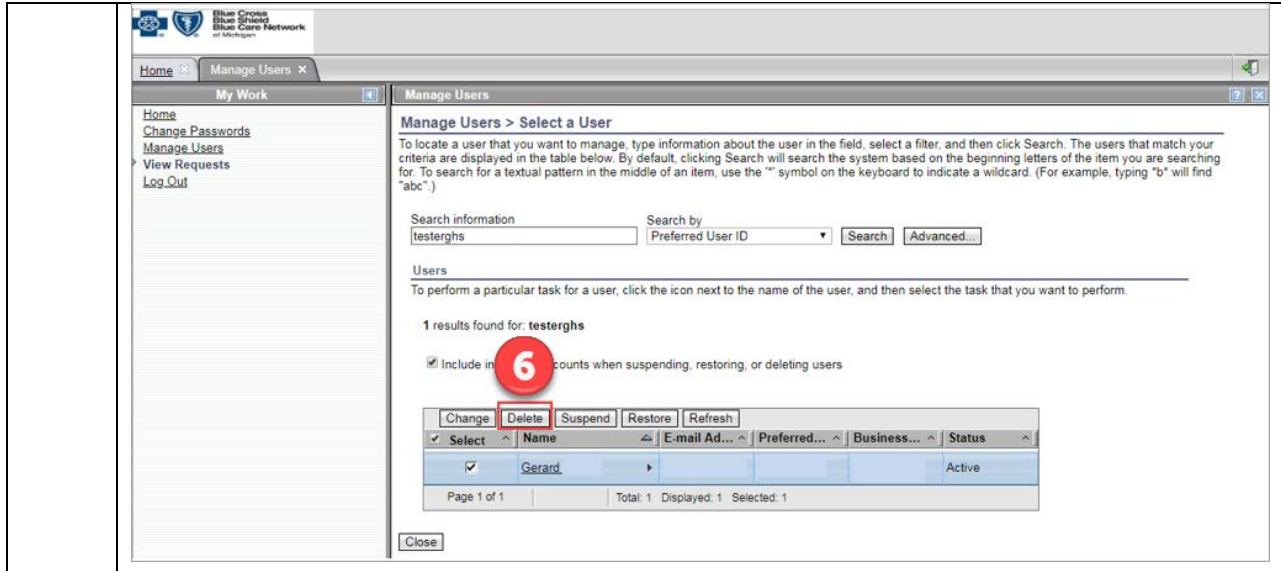 Blue Cross
Blue Shield
Blue Care Network
of Michigan
Home Manage Users ×
My Work
Manage Users ? ×
Home
Change Passwords
Manage Users
View Requests
Log Out
Manage Users > Select a User
To locate a user that you want to manage, type information about the user in the field, select a filter, and then click Search. The users that match your
criteria are displayed in the table below. By default, clicking Search will search the system based on the beginning letters of the item you are searching
for. To search for a textual pattern in the middle of an item, use the '*' symbol on the keyboard to indicate a wildcard. (For example, typing *b* will find
"abc".)
Search information Search by
testerghs Preferred User ID Search Advanced...
Users
To perform a particular task for a user, click the icon next to the name of the user, and then select the task that you want to perform.
1 results found for: testerghs
Include in 6 counts when suspending, restoring, or deleting users
Change Delete Suspend Restore Refresh
Select Name E-mail Ad... Preferred... Business... Status
Gerard Active
Page 1 of 1 Total: 1 Displayed: 1 Selected: 1
Close